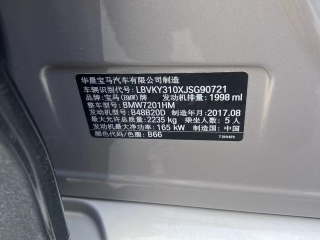 华晨宝马汽车有限公司制造
车辆识别代号: LBVKY310XJSG90721
品牌: 宝马(BMW)牌 发动机排量: 1998 ml
整车型号: BMW7201HM
发动机型号: B48B20D 制造年月: 2017.08
最大允许总质量: 2235 kg 乘坐人数: 5 人
发动机最大净功率: 165 kW 制造国: 中国
颜色代码/色圈: B66